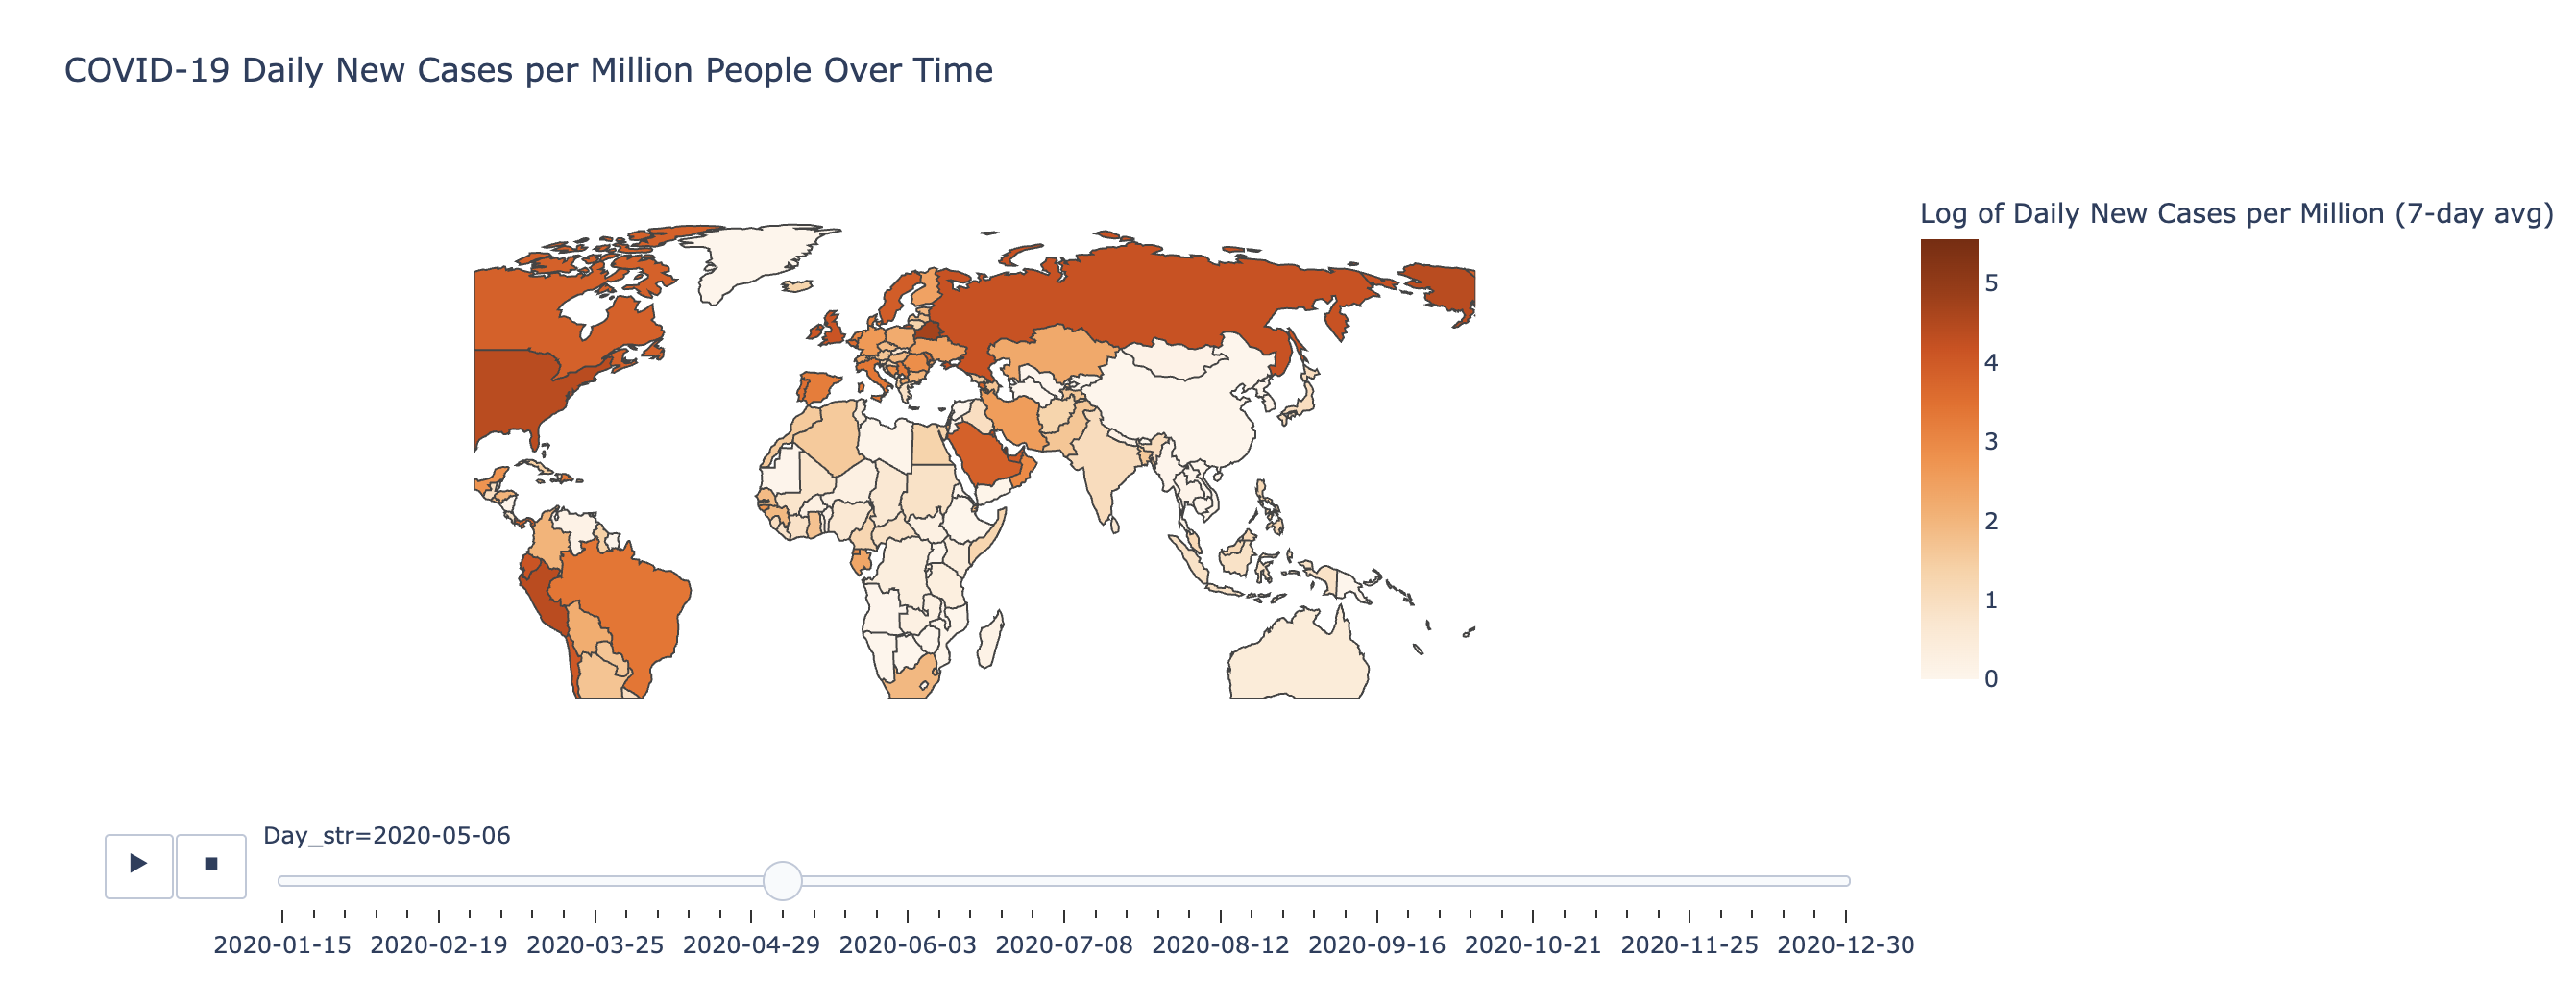 COVID-19 Daily New Cases per Million People Over Time
Log of Daily New Cases per Million (7-day avg)
5
4
3
2
1
0
Day_str=2020-05-06
2020-01-15 2020-02-19 2020-03-25 2020-04-29 2020-06-03 2020-07-08 2020-08-12 2020-09-16 2020-10-21 2020-11-25 2020-12-30